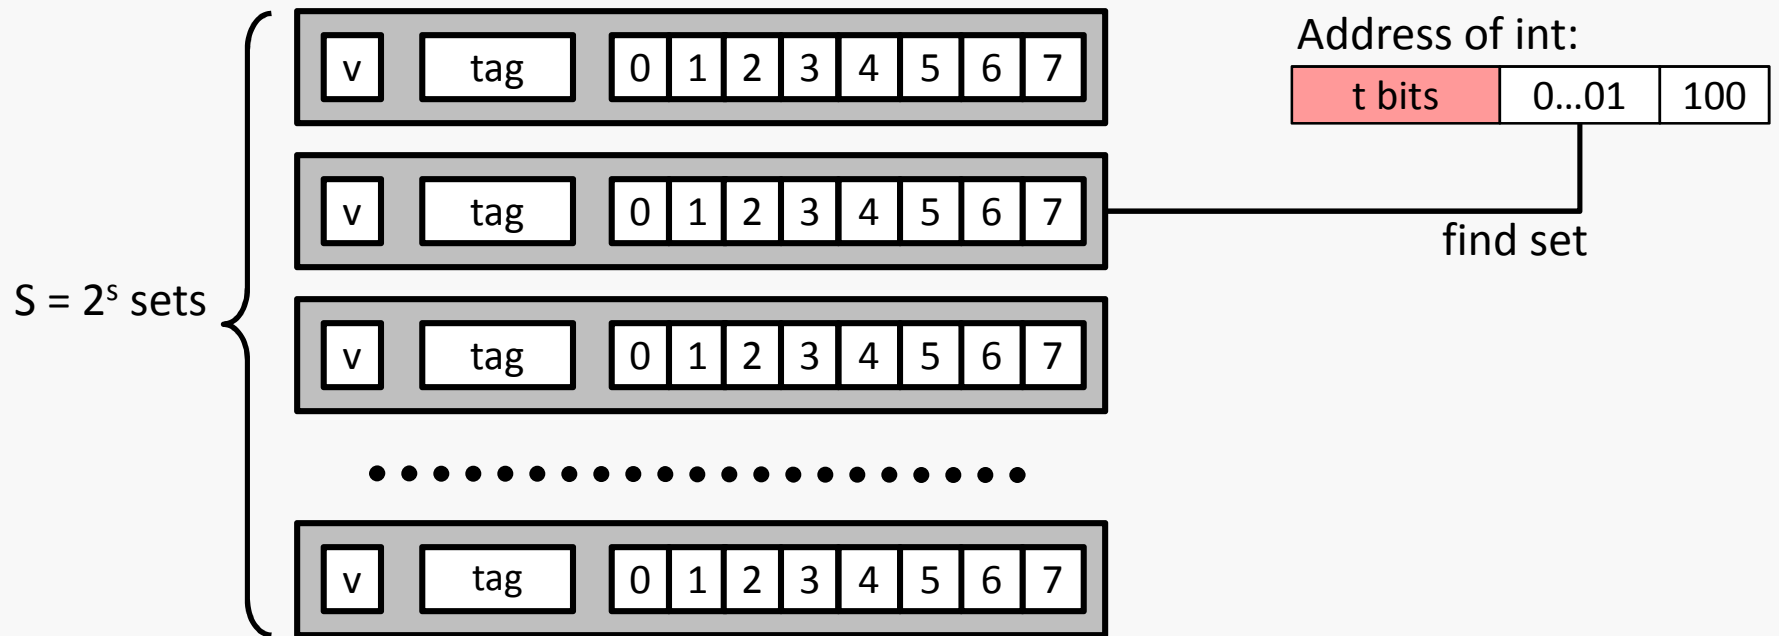 v tag 0 1 2 3 4 5 6 7
Address of int:
t bits 0...01 100
v tag 0 1 2 3 4 5 6 7
find set
S = 2ˢ sets
v tag 0 1 2 3 4 5 6 7
v tag 0 1 2 3 4 5 6 7